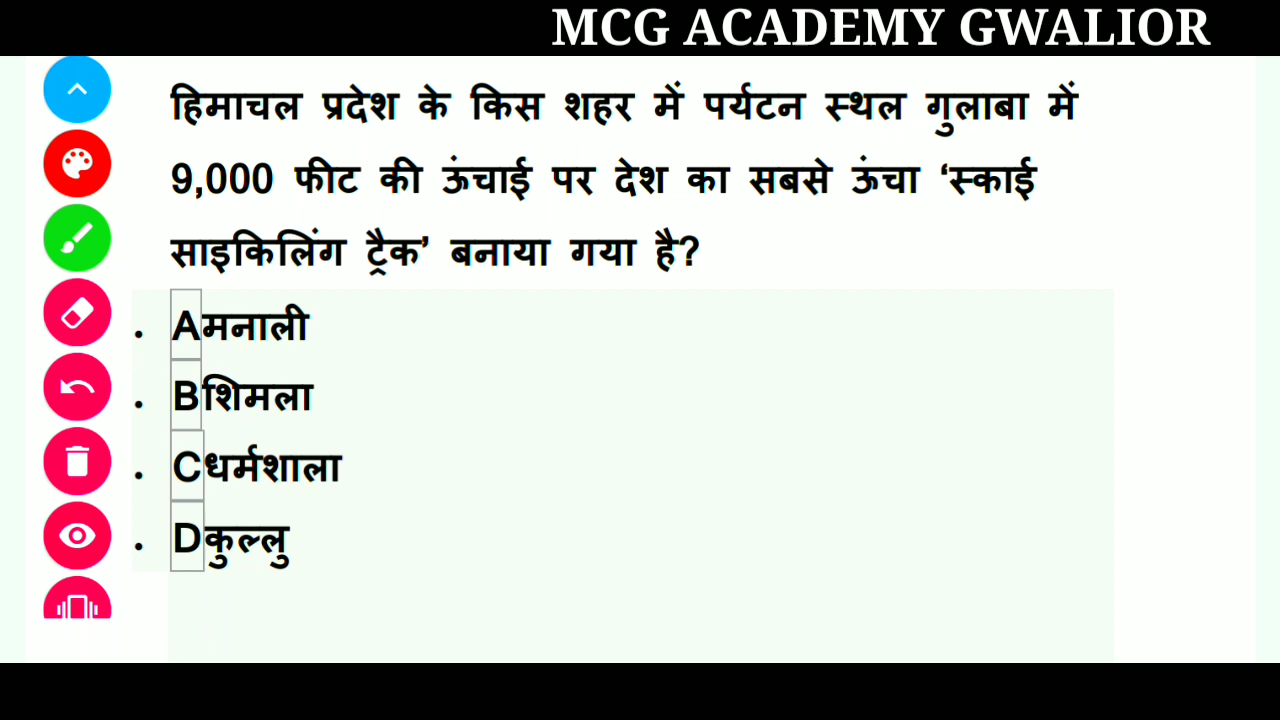 MCG ACADEMY GWALIOR
हिमाचल प्रदेश के किस शहर में पर्यटन स्थल गुलाबा में
9,000 फीट की ऊंचाई पर देश का सबसे ऊंचा ‘स्काई
साइकिलिंग ट्रैक’ बनाया गया है?
. Aमनाली
. Bशिमला
. Cधर्मशाला
. Dकुल्लु